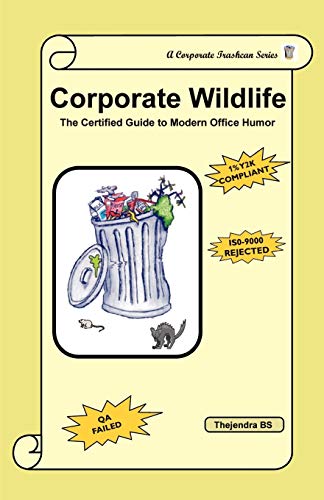 A Corporate Trashcan Series
Corporate Wildlife
The Certified Guide to Modern Office Humor
1%Y2K
COMPLIANT
IS0-9000
REJECTED
QA
FAILED
Thejendra BS